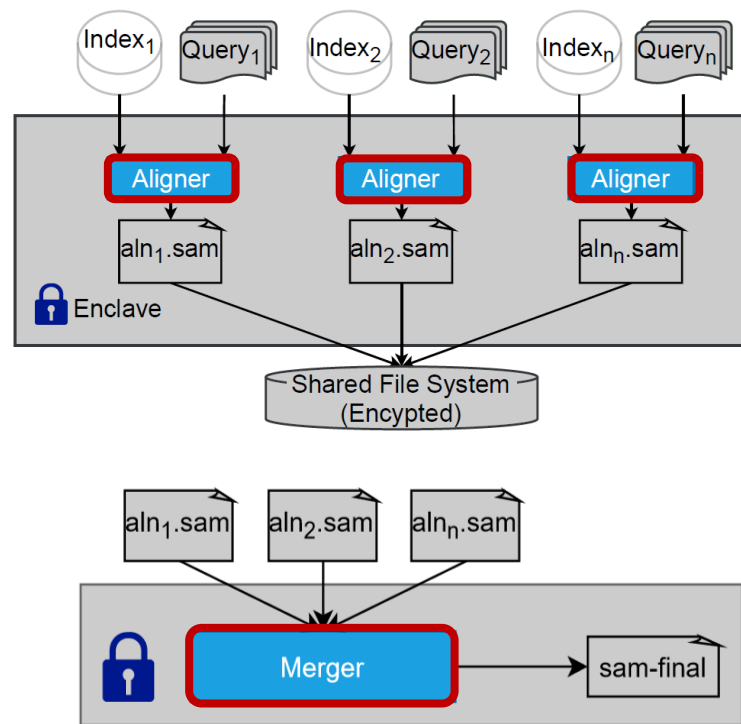 Index₁ Query₁ Index₂ Query₂ Indexₙ Queryₙ
Aligner Aligner Aligner
aln₁.sam aln₂.sam alnₙ.sam
Enclave
Shared File System
(Encypted)
aln₁.sam aln₂.sam alnₙ.sam
Merger sam-final